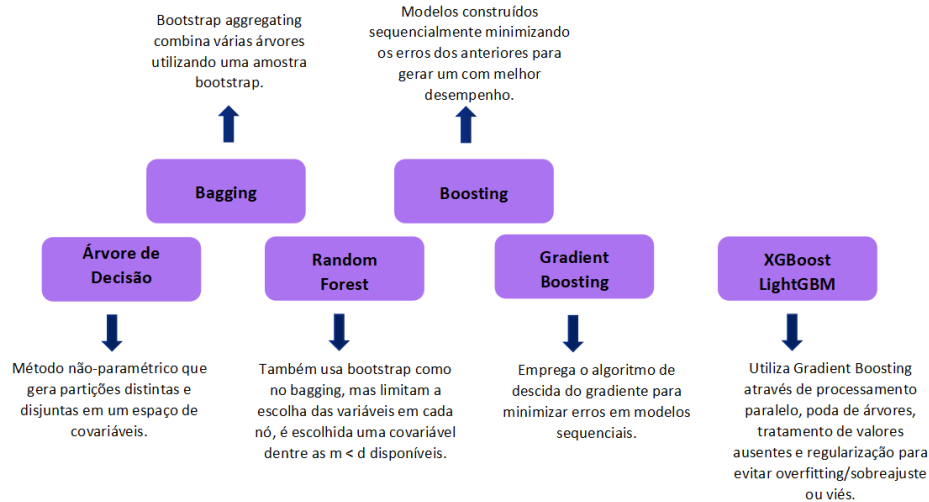 Bootstrap aggregating
combina várias árvores
utilizando uma amostra
bootstrap.
Modelos construídos
sequencialmente minimizando
os erros dos anteriores para
gerar um com melhor
desempenho.
Bagging
Boosting
Árvore de
Decisão
Random
Forest
Gradient
Boosting
XGBoost
LightGBM
Método não-paramétrico que
gera partições distintas e
disjuntas em um espaço de
covariáveis.
Também usa bootstrap como
no bagging, mas limitam a
escolha das variáveis em cada
nó, é escolhida uma covariável
dentre as m < d disponíveis.
Emprega o algoritmo de
descida do gradiente para
minimizar erros em modelos
sequenciais.
Utiliza Gradient Boosting
através de processamento
paralelo, poda de árvores,
tratamento de valores
ausentes e regularização para
evitar overfitting/sobreajuste
ou viés.